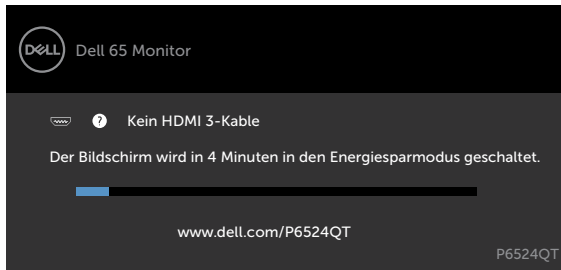 DELL Dell 65 Monitor
? Kein HDMI 3-Kable
Der Bildschirm wird in 4 Minuten in den Energiesparmodus geschaltet.
www.dell.com/P6524QT
P6524QT